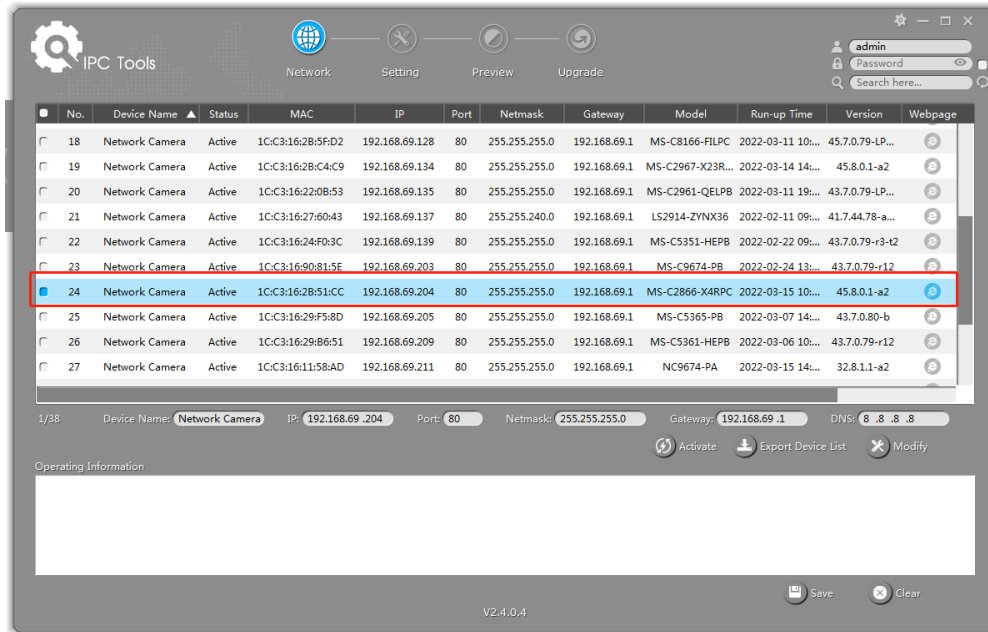 IPC Tools
Network Setting Preview Upgrade
admin
Password
Search here...
No. Device Name ▲ Status MAC IP Port Netmask Gateway Model Run-up Time Version Webpage
18 Network Camera Active 1C:C3:16:2B:5F:D2 192.168.69.128 80 255.255.255.0 192.168.69.1 MS-C8166-FILPC 2022-03-11 10:... 45.7.0.79-LP...
19 Network Camera Active 1C:C3:16:2B:C4:C9 192.168.69.134 80 255.255.255.0 192.168.69.1 MS-C2967-X23R... 2022-03-14 14:... 45.8.0.1-a2
20 Network Camera Active 1C:C3:16:22:0B:53 192.168.69.135 80 255.255.255.0 192.168.69.1 MS-C2961-QELPB 2022-03-11 19:... 43.7.0.79-LP...
21 Network Camera Active 1C:C3:16:27:60:43 192.168.69.137 80 255.255.240.0 192.168.69.1 LS2914-ZYNX36 2022-02-11 09:... 41.7.44.78-a...
22 Network Camera Active 1C:C3:16:24:F0:3C 192.168.69.139 80 255.255.255.0 192.168.69.1 MS-C5351-HEPB 2022-02-22 09:... 43.7.0.79-r3-t2
23 Network Camera Active 1C:C3:16:90:81:5E 192.168.69.203 80 255.255.255.0 192.168.69.1 MS-C9674-PB 2022-02-24 13:... 43.7.0.79-r12
24 Network Camera Active 1C:C3:16:2B:51:CC 192.168.69.204 80 255.255.255.0 192.168.69.1 MS-C2866-X4RPC 2022-03-15 10:... 45.8.0.1-a2
25 Network Camera Active 1C:C3:16:29:F5:8D 192.168.69.205 80 255.255.255.0 192.168.69.1 MS-C5365-PB 2022-03-07 14:... 43.7.0.80-b
26 Network Camera Active 1C:C3:16:29:B6:51 192.168.69.209 80 255.255.255.0 192.168.69.1 MS-C5361-HEPB 2022-03-06 10:... 43.7.0.79-r12
27 Network Camera Active 1C:C3:16:11:58:AD 192.168.69.211 80 255.255.255.0 192.168.69.1 NC9674-PA 2022-03-15 14:... 32.8.1.1-a2
1/38 Device Name: Network Camera IP: 192.168.69 .204 Port: 80 Netmask: 255.255.255.0 Gateway: 192.168.69 .1 DNS: 8 .8 .8 .8
Activate Export Device List Modify
Operating Information
Save Clear
V2.4.0.4